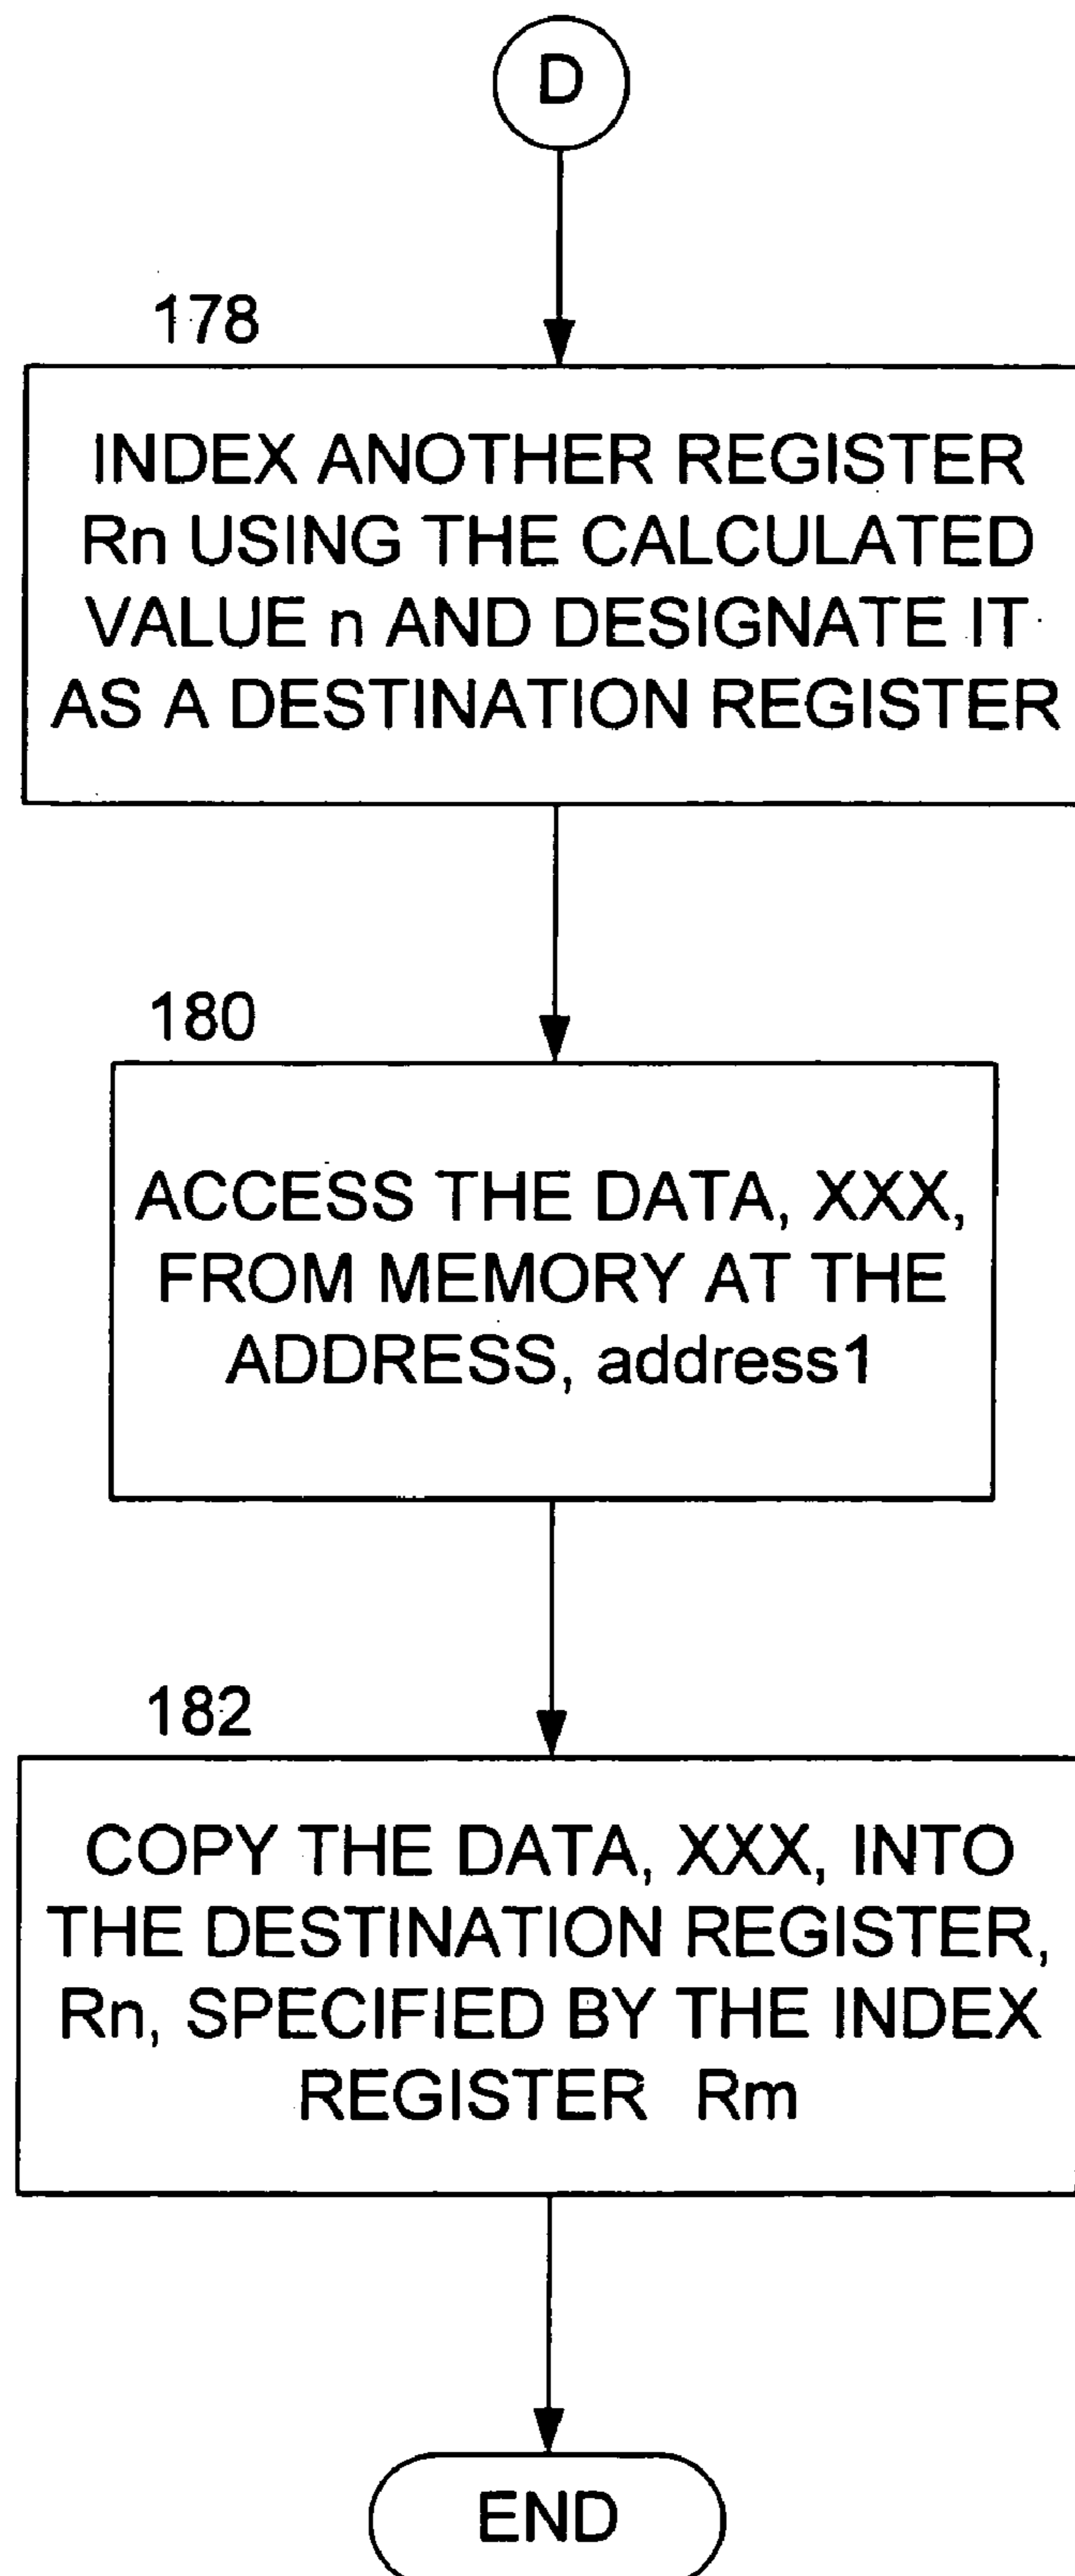 D
178
INDEX ANOTHER REGISTER
Rn USING THE CALCULATED
VALUE n AND DESIGNATE IT
AS A DESTINATION REGISTER
180
ACCESS THE DATA, XXX,
FROM MEMORY AT THE
ADDRESS, address1
182
COPY THE DATA, XXX, INTO
THE DESTINATION REGISTER,
Rn, SPECIFIED BY THE INDEX
REGISTER Rm
END